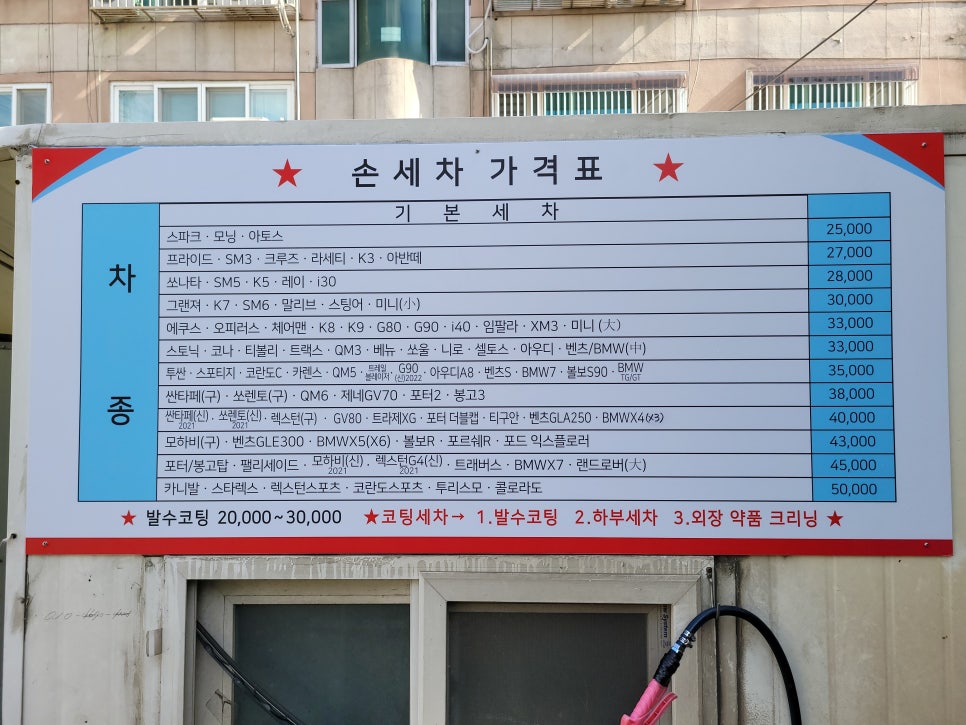 ★ 손세차 가격표 ★
차종
기본세차
스파크 · 모닝 · 아토스 25,000
프라이드 · SM3 · 크루즈 · 라세티 · K3 · 아반떼 27,000
쏘나타 · SM5 · K5 · 레이 · i30 28,000
그랜져 · K7 · SM6 · 말리브 · 스팅어 · 미니(小) 30,000
에쿠스 · 오피러스 · 체어맨 · K8 · K9 · G80 · G90 · i40 · 임팔라 · XM3 · 미니 (大) 33,000
스토닉 · 코나 · 티볼리 · 트랙스 · QM3 · 베뉴 · 쏘울 · 니로 · 셀토스 · 아우디 · 벤츠/BMW(中) 33,000
투싼 · 스포티지 · 코란도C · 카렌스 · QM5 · 트레일블레이저 · G90(신)2022 · 아우디A8 · 벤츠S · BMW7 · 볼보S90 · BMW TG/GT 35,000
싼타페(구) · 쏘렌토(구) · QM6 · 제네GV70 · 포터2 · 봉고3 38,000
싼타페(신)2021 · 쏘렌토(신)2021 · 렉스턴(구) · GV80 · 트라제XG · 포터 더블캡 · 티구안 · 벤츠GLA250 · BMWX4(X3) 40,000
모하비(구) · 벤츠GLE300 · BMWX5(X6) · 볼보R · 포르쉐R · 포드 익스플로러 43,000
포터/봉고탑 · 팰리세이드 · 모하비(신)2021 · 렉스턴G4(신)2021 · 트래버스 · BMWX7 · 랜드로버(大) 45,000
카니발 · 스타렉스 · 렉스턴스포츠 · 코란도스포츠 · 투리스모 · 콜로라도 50,000
★ 발수코팅 20,000~30,000 ★코팅세차→ 1.발수코팅 2.하부세차 3.외장 약품 크리닝 ★